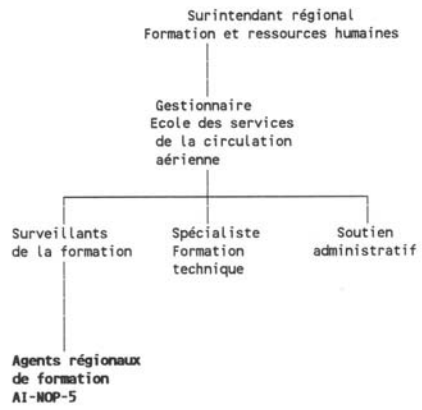 Surintendant régional
Formation et ressources humaines
Gestionnaire
Ecole des services
de la circulation
aérienne
Surveillants
de la formation
Spécialiste
Formation
technique
Soutien
administratif
Agents régionaux
de formation
AI-NOP-5